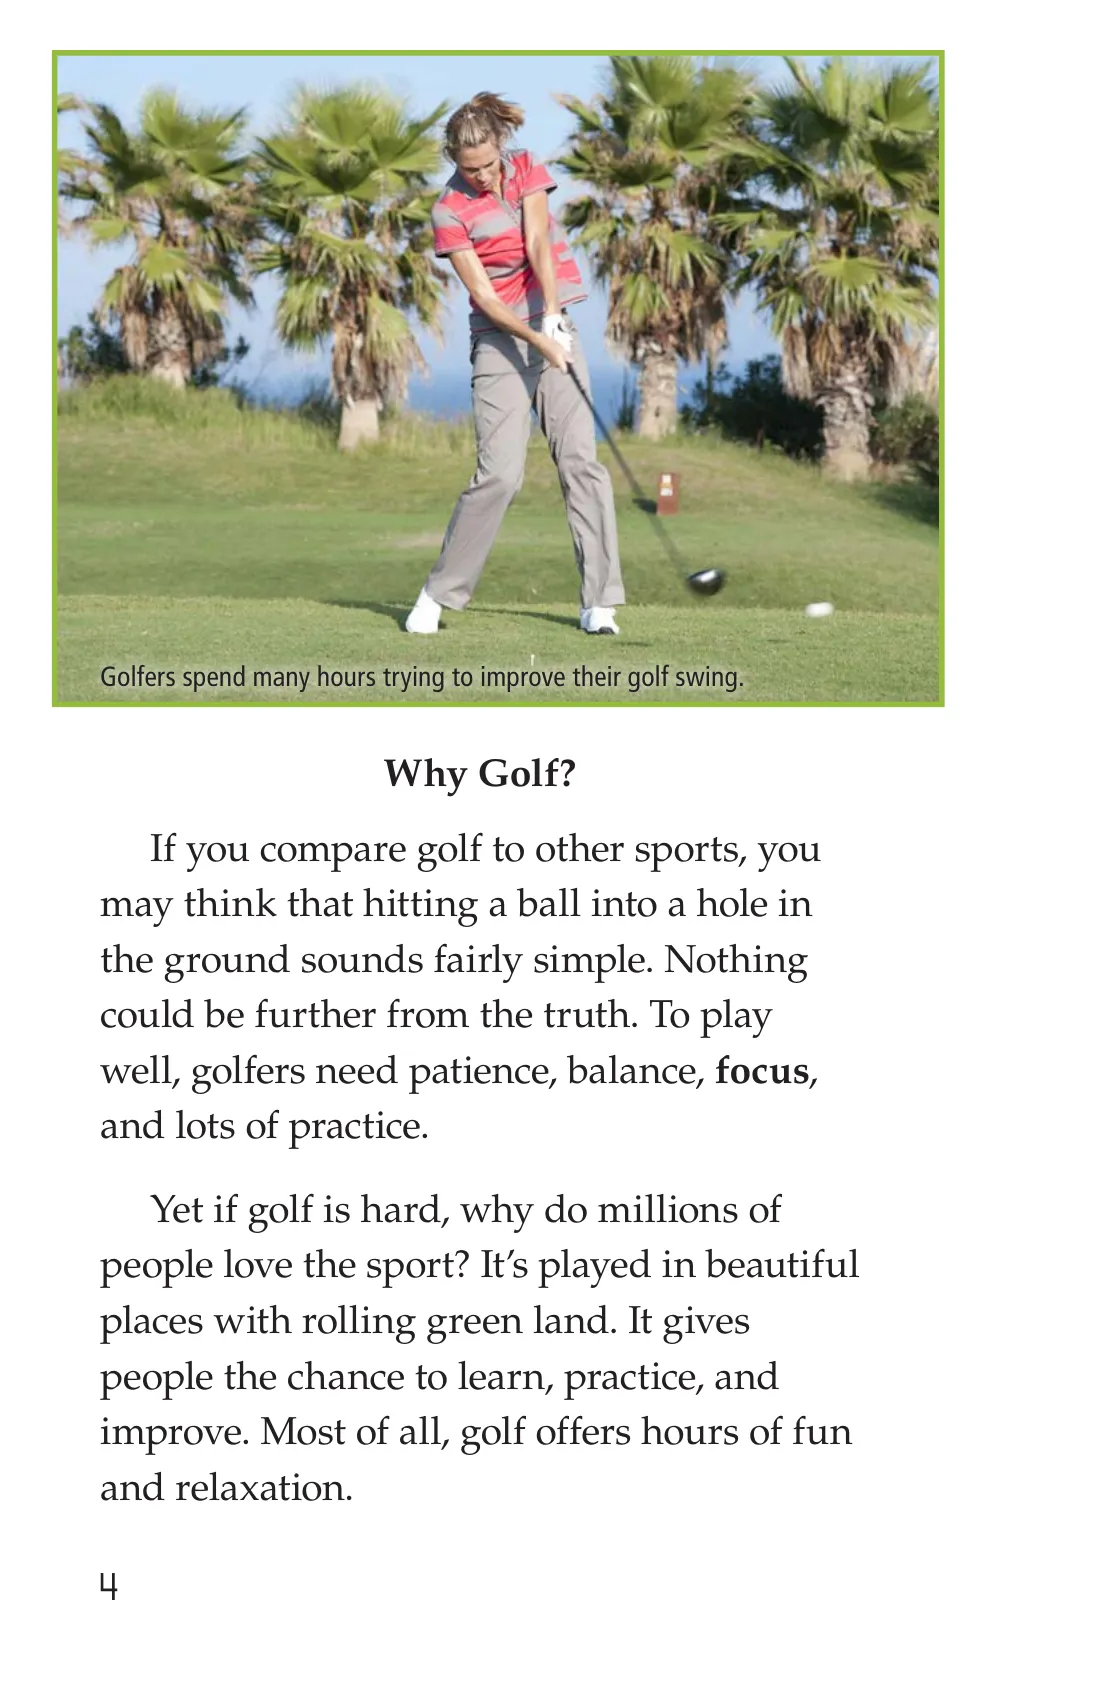 Golfers spend many hours trying to improve their golf swing.
Why Golf?
If you compare golf to other sports, you
may think that hitting a ball into a hole in
the ground sounds fairly simple. Nothing
could be further from the truth. To play
well, golfers need patience, balance, focus,
and lots of practice.
Yet if golf is hard, why do millions of
people love the sport? It’s played in beautiful
places with rolling green land. It gives
people the chance to learn, practice, and
improve. Most of all, golf offers hours of fun
and relaxation.
4